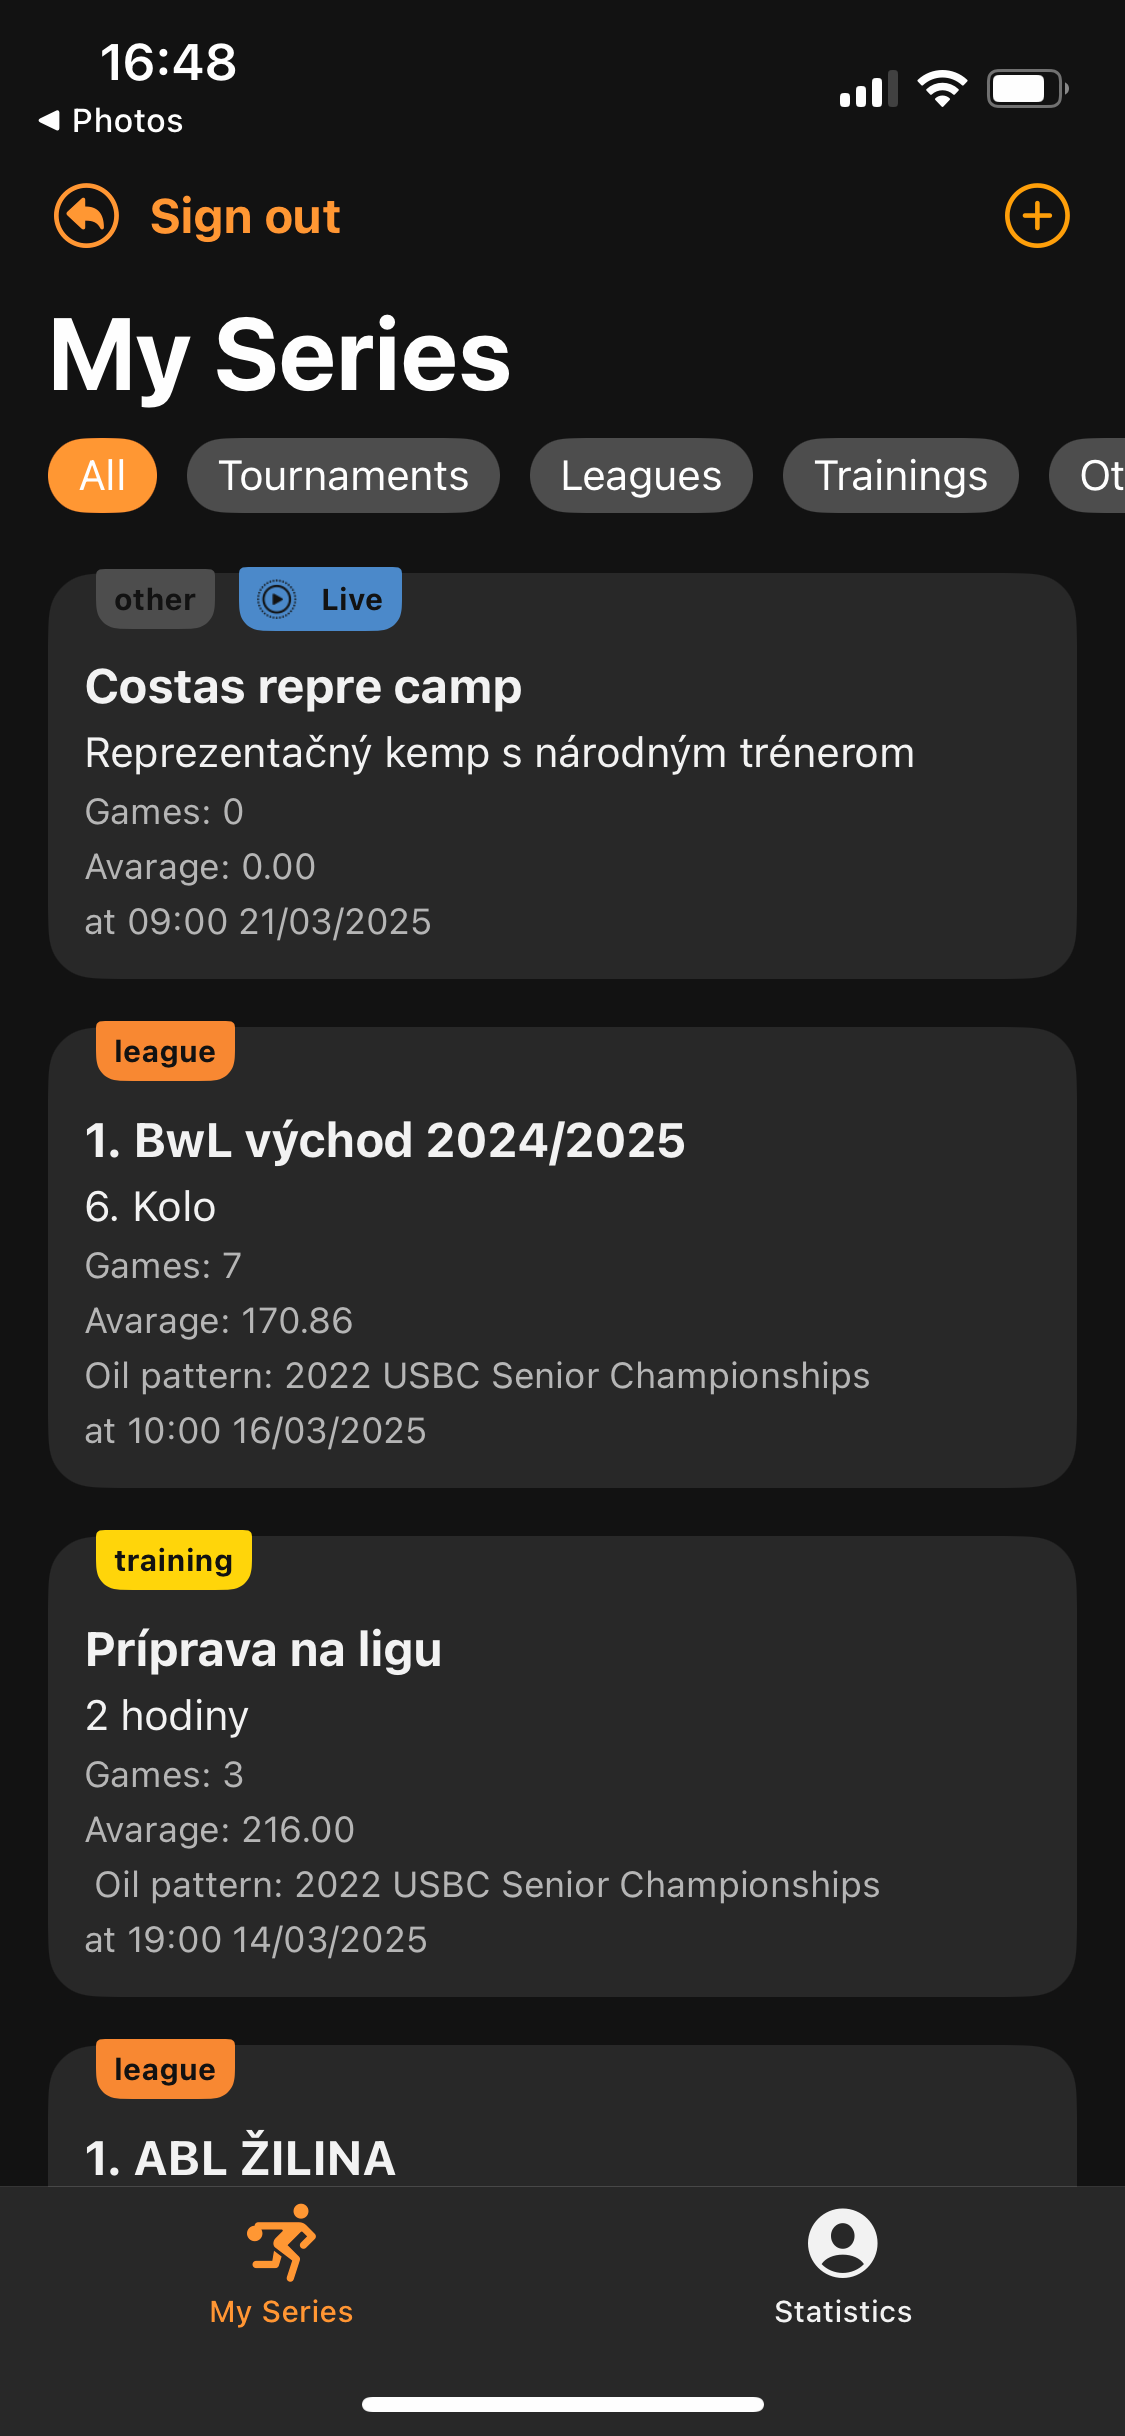 16:48
◀ Photos
Sign out
My Series
All Tournaments Leagues Trainings Ot
other Live
Costas repre camp
Reprezentačný kemp s národným trénerom
Games: 0
Avarage: 0.00
at 09:00 21/03/2025
league
1. BwL východ 2024/2025
6. Kolo
Games: 7
Avarage: 170.86
Oil pattern: 2022 USBC Senior Championships
at 10:00 16/03/2025
training
Príprava na ligu
2 hodiny
Games: 3
Avarage: 216.00
Oil pattern: 2022 USBC Senior Championships
at 19:00 14/03/2025
league
1. ABL ŽILINA
My Series Statistics